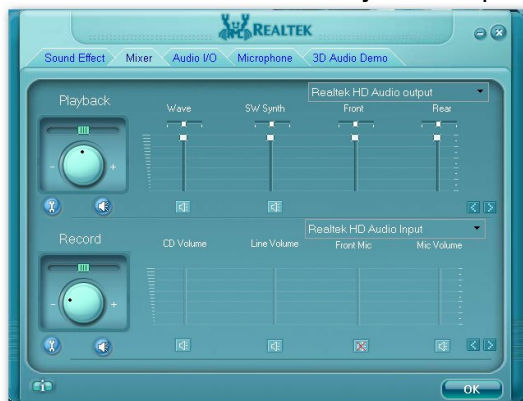 REALTEK
Sound Effect Mixer Audio I/O Microphone 3D Audio Demo
Realtek HD Audio output
Playback
Wave SW Synth Front Rear
- +
Realtek HD Audio Input
Record
CD Volume Line Volume Front Mic Mic Volume
- +
OK